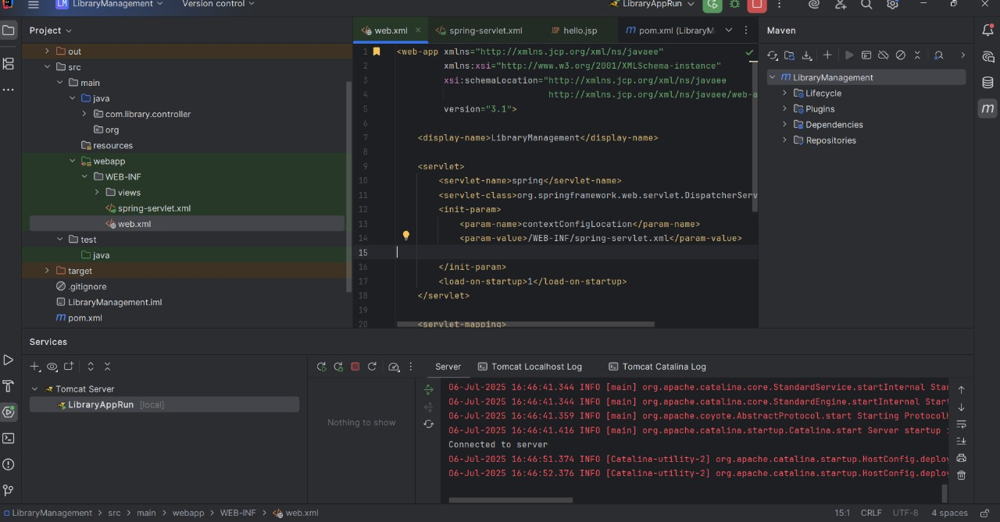 LM LibraryManagement Version control LibraryAppRun
Project
out
src
main
java
com.library.controller
org
resources
webapp
WEB-INF
views
spring-servlet.xml
web.xml
test
java
target
.gitignore
LibraryManagement.iml
pom.xml
web.xml spring-servlet.xml JSP hello.jsp m pom.xml (LibraryM
1 <web-app xmlns="http://xmlns.jcp.org/xml/ns/javaee"
2 xmlns:xsi="http://www.w3.org/2001/XMLSchema-instance"
3 xsi:schemaLocation="http://xmlns.jcp.org/xml/ns/javaee
4 http://xmlns.jcp.org/xml/ns/javaee/web-a
5 version="3.1">
6
7 <display-name>LibraryManagement</display-name>
8
9 <servlet>
10 <servlet-name>spring</servlet-name>
11 <servlet-class>org.springframework.web.servlet.DispatcherServ
12 <init-param>
13 <param-name>contextConfigLocation</param-name>
14 <param-value>/WEB-INF/spring-servlet.xml</param-value>
15
16 </init-param>
17 <load-on-startup>1</load-on-startup>
18 </servlet>
19
20 <servlet-mapping>
Maven
m LibraryManagement
Lifecycle
Plugins
Dependencies
Repositories
Services
Tomcat Server
LibraryAppRun [local]
Nothing to show
Server Tomcat Localhost Log Tomcat Catalina Log
06-Jul-2025 16:46:41.344 INFO [main] org.apache.catalina.core.StandardService.startInternal Star
06-Jul-2025 16:46:41.344 INFO [main] org.apache.catalina.core.StandardEngine.startInternal Start
06-Jul-2025 16:46:41.359 INFO [main] org.apache.coyote.AbstractProtocol.start Starting ProtocolH
06-Jul-2025 16:46:41.416 INFO [main] org.apache.catalina.startup.Catalina.start Server startup
Connected to server
06-Jul-2025 16:46:51.374 INFO [Catalina-utility-2] org.apache.catalina.startup.HostConfig.deploy
06-Jul-2025 16:46:52.376 INFO [Catalina-utility-2] org.apache.catalina.startup.HostConfig.deploy
LibraryManagement > src > main > webapp > WEB-INF > web.xml 15:1 CRLF UTF-8 4 spaces